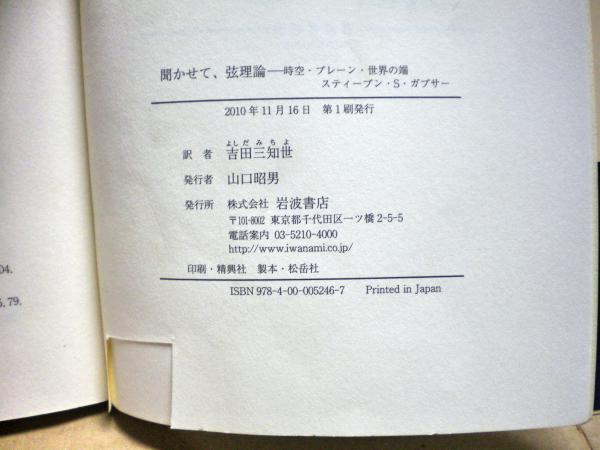 聞かせて、弦理論──時空・ブレーン・世界の端
スティーブン・S・ガブサー
2010年11月16日 第1刷発行
よしだみちよ
訳者 吉田三知世
発行者 山口昭男
発行所 株式会社 岩波書店
〒101-8002 東京都千代田区一ツ橋2-5-5
電話案内 03-5210-4000
http://www.iwanami.co.jp/
04.
印刷・精興社 製本・松岳社
ISBN 978-4-00-005246-7 Printed in Japan
5, 79.